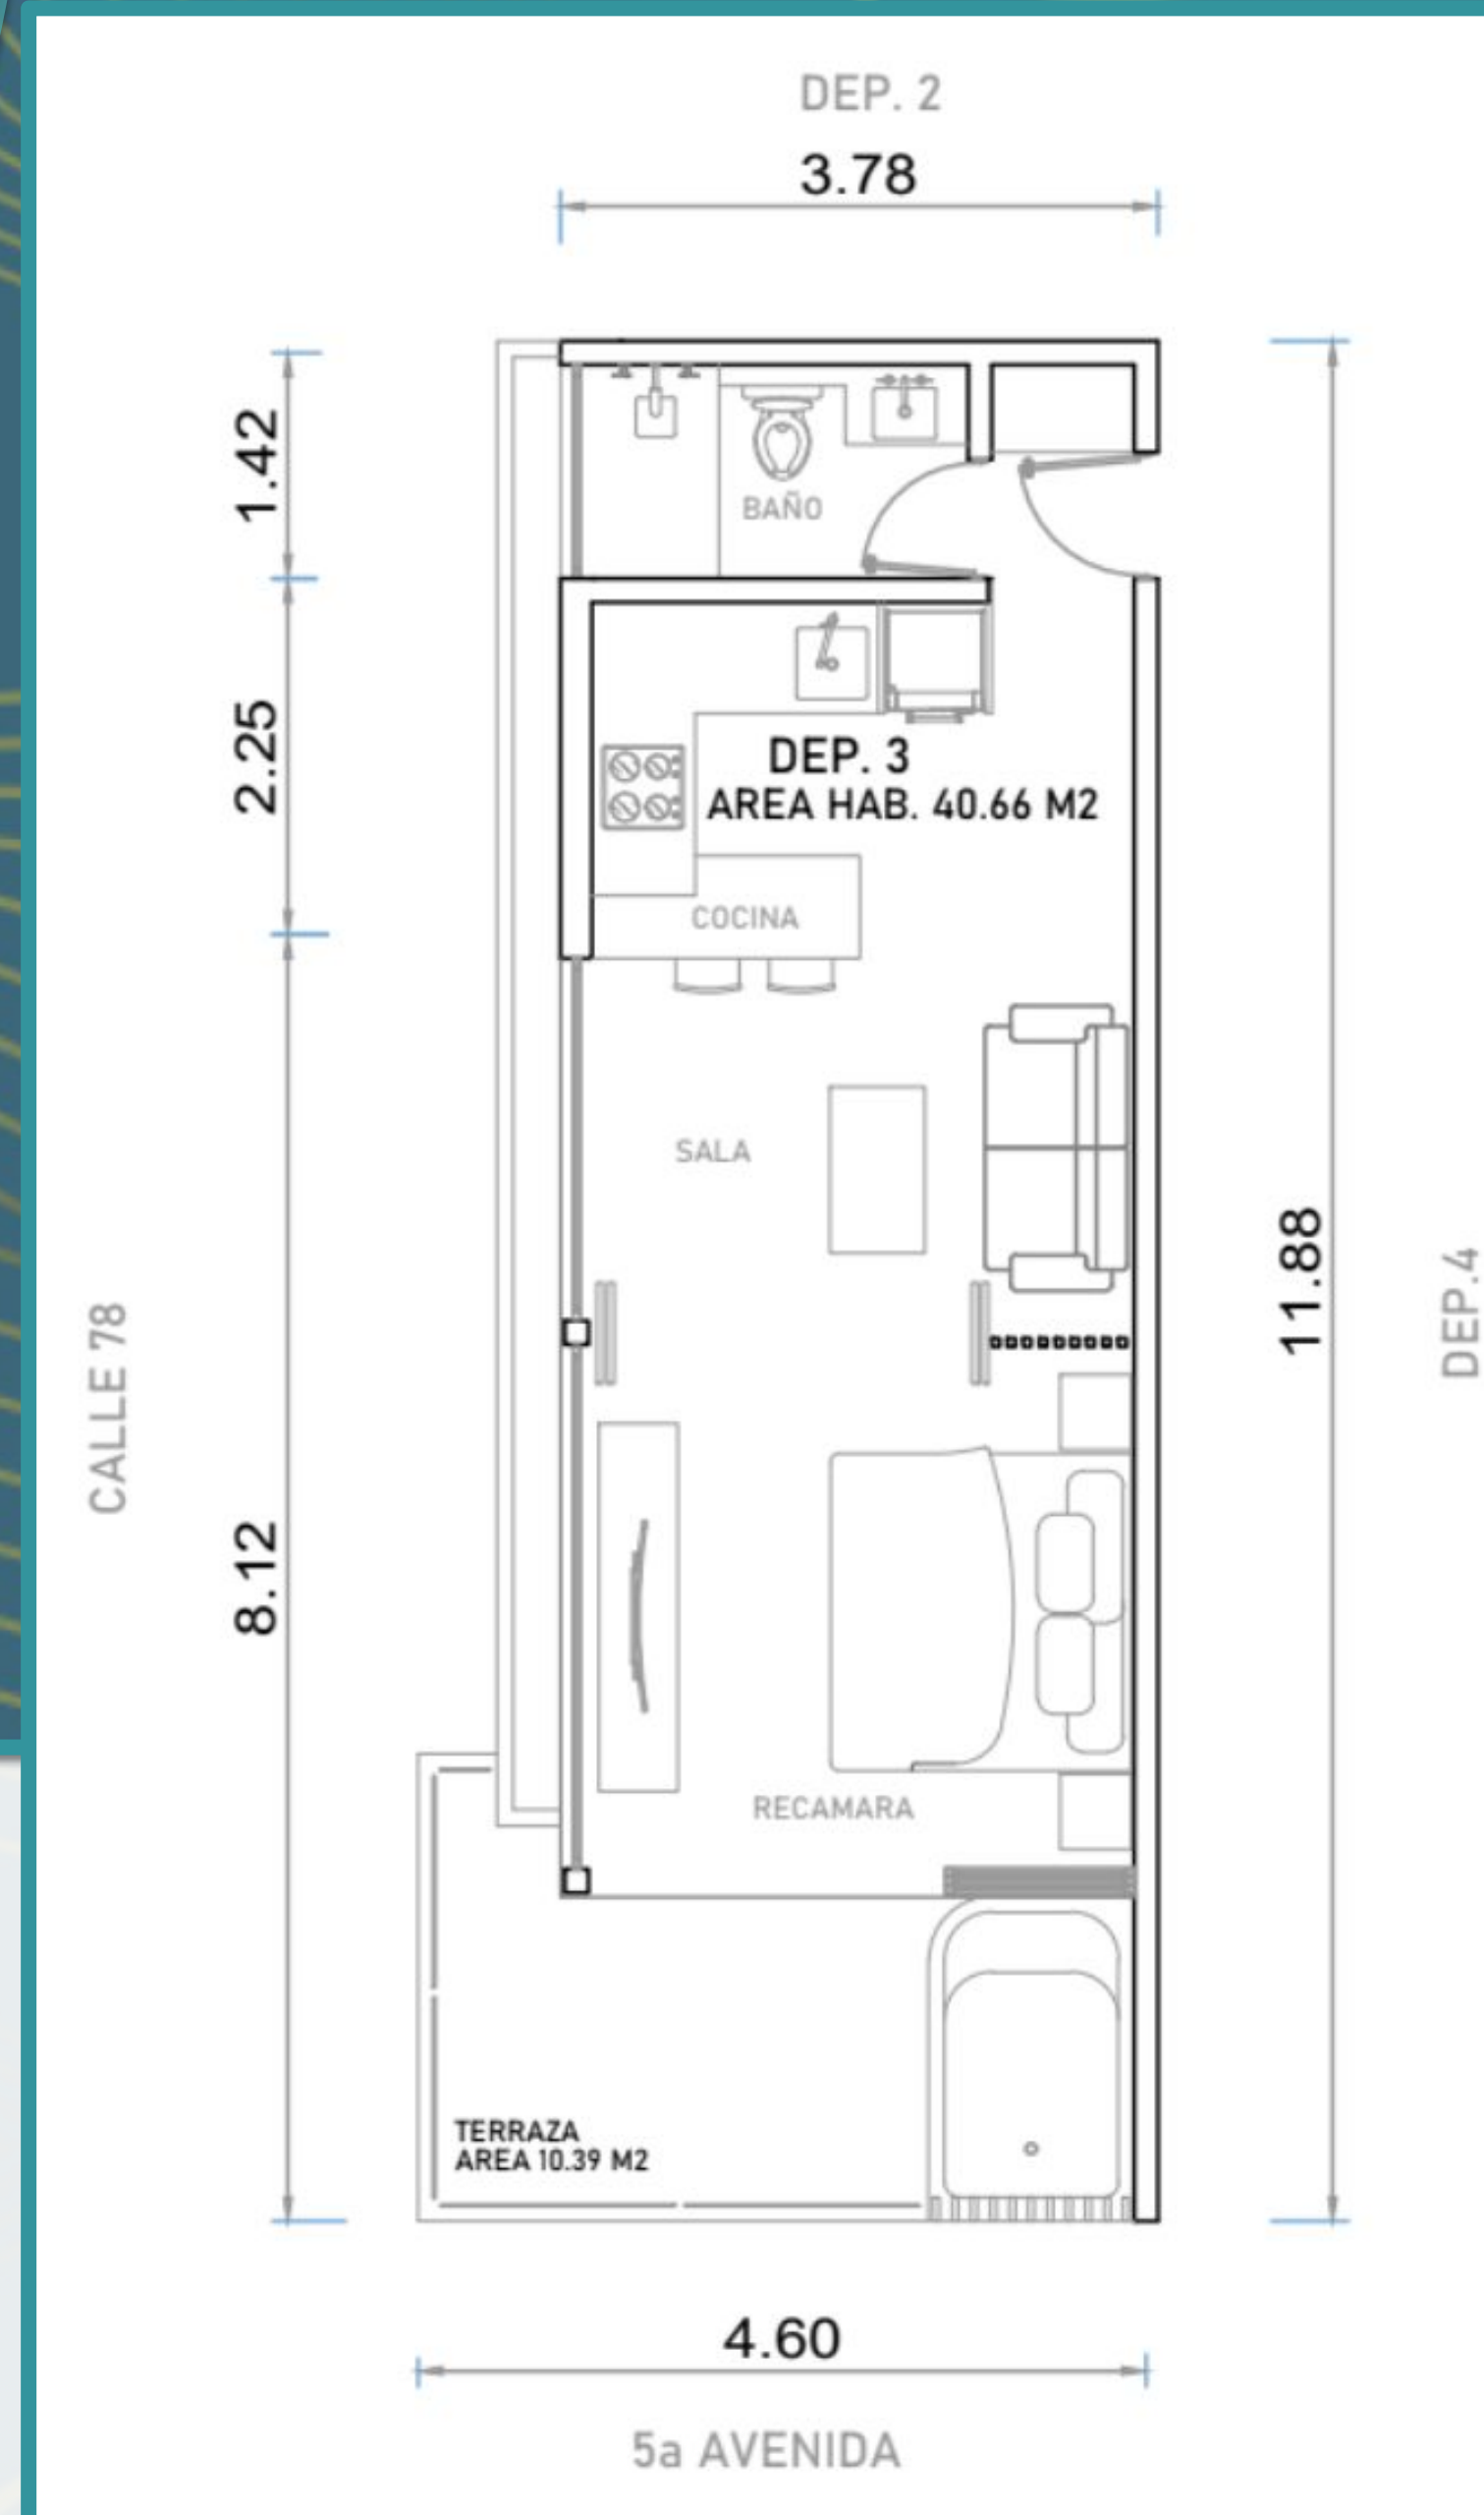 DEP. 2
3.78
1.42
BAÑO
2.25
DEP. 3
AREA HAB. 40.66 M2
COCINA
SALA
11.88
DEP.4
CALLE 78
8.12
RECAMARA
TERRAZA
AREA 10.39 M2
4.60
5a AVENIDA